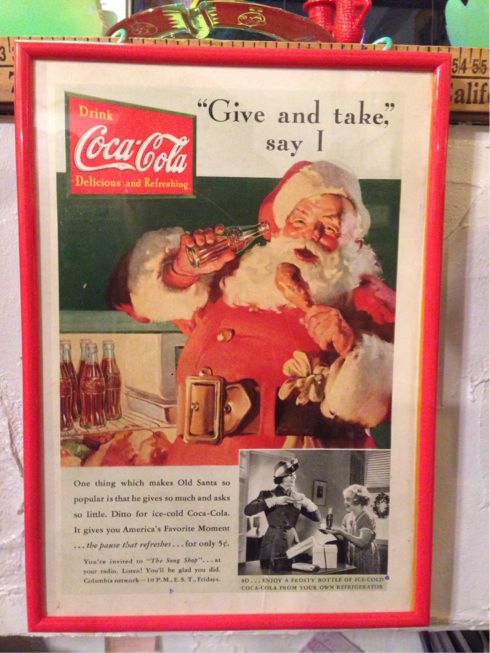 3
54 55
Calif
Drink
Coca-Cola
Delicious and Refreshing
“Give and take,”
say I
One thing which makes Old Santa so
popular is that he gives so much and asks
so little. Ditto for ice-cold Coca-Cola.
It gives you America's Favorite Moment
...the pause that refreshes...for only 5¢.
You're invited to "The Song Shop"...at
your radio. Listen! You'll be glad you did.
Columbia network—10 P.M., E. S. T., Fridays.
SO...ENJOY A FROSTY BOTTLE OF ICE-COLD
COCA-COLA FROM YOUR OWN REFRIGERATOR